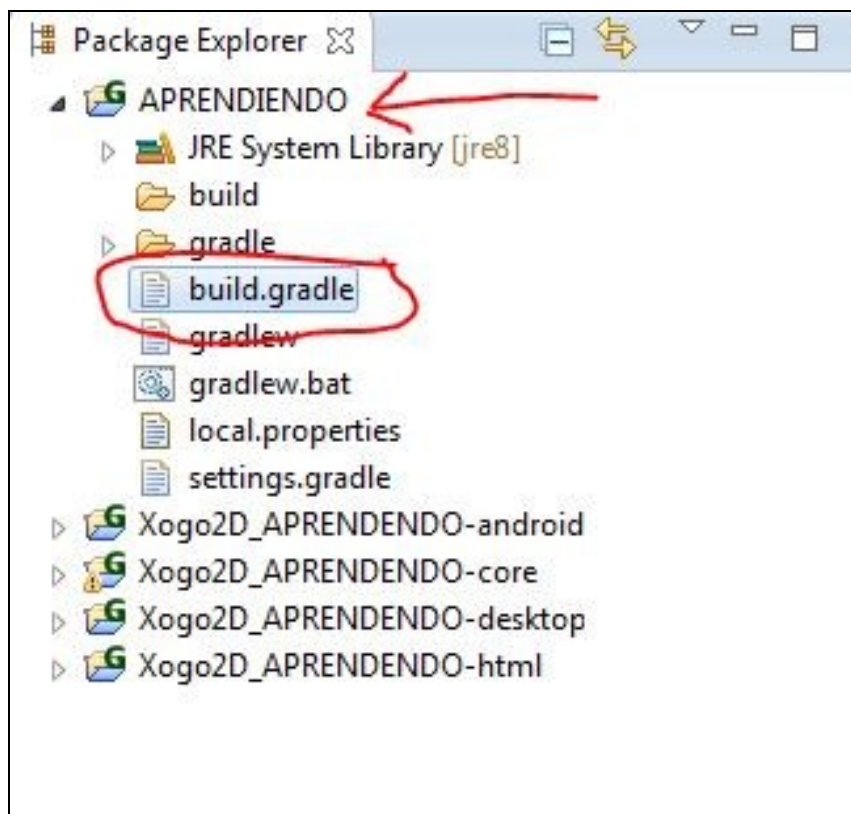 Package Explorer
APRENDIENDO
JRE System Library [jre8]
build
gradle
build.gradle
gradlew
gradlew.bat
local.properties
settings.gradle
Xogo2D_APRENDENDO-android
Xogo2D_APRENDENDO-core
Xogo2D_APRENDENDO-desktop
Xogo2D_APRENDENDO-html